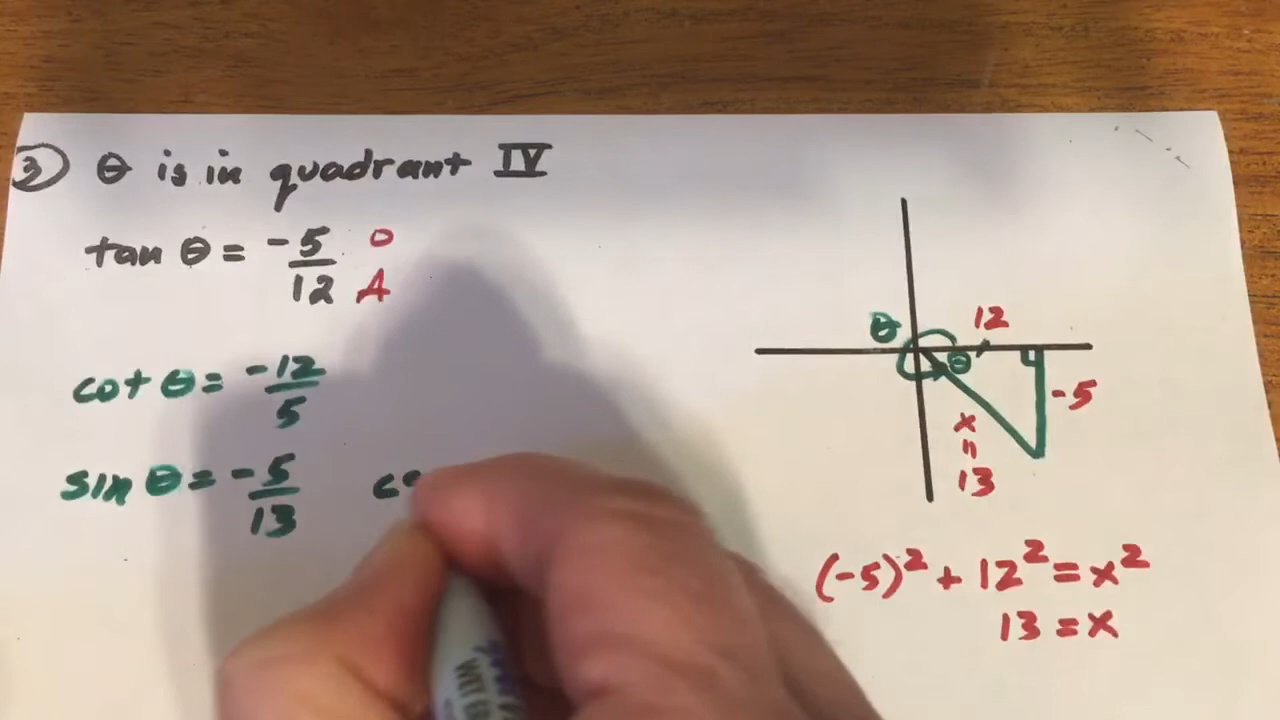 3 θ is in quadrant IV
tan θ = -5/12 O A
cot θ = -12/5
sin θ = -5/13
θ
12
θ
-5
x
=
13
(-5)² + 12² = x²
13 = x
WET